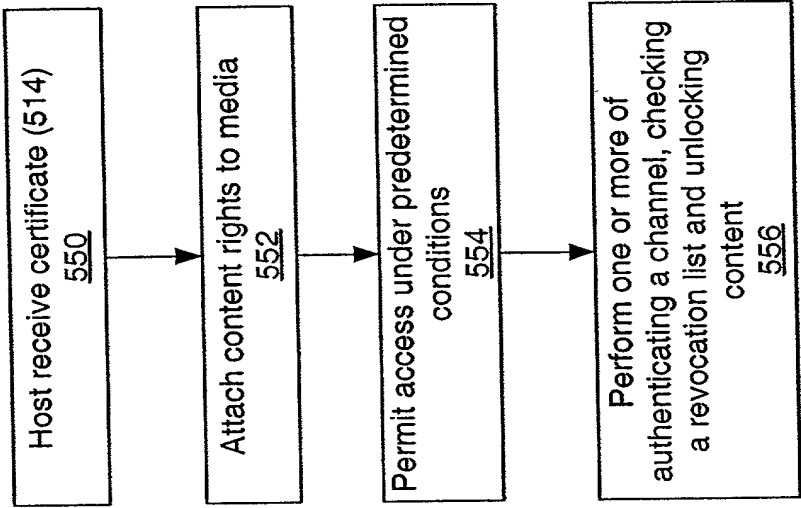 Host receive certificate (514)
550
Attach content rights to media
552
Permit access under predetermined
conditions
554
Perform one or more of
authenticating a channel, checking
a revocation list and unlocking
content
556